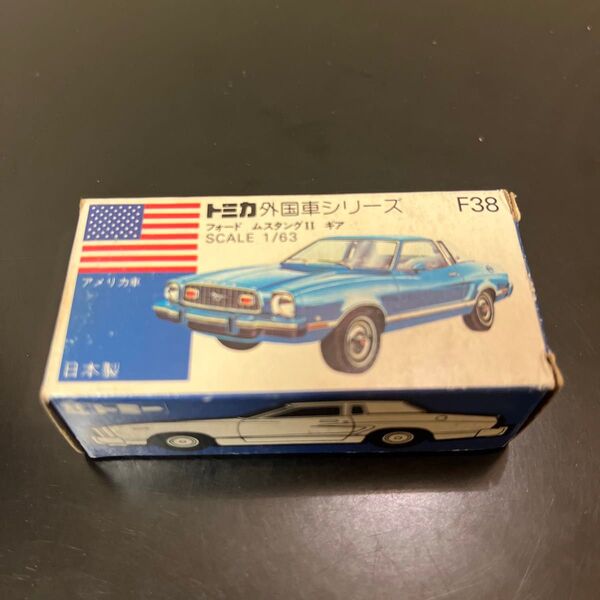 トミカ 外国車シリーズ F38
フォード ムスタングII ギア
SCALE 1/63
アメリカ車
日本製